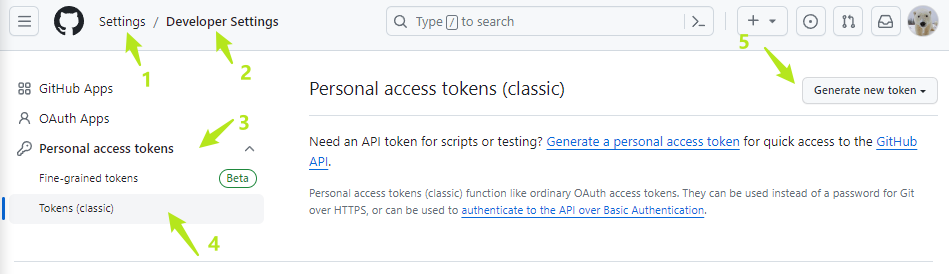 Settings / Developer Settings
Type / to search
5
1
2
GitHub Apps
Personal access tokens (classic)
Generate new token
OAuth Apps
3
Personal access tokens
Need an API token for scripts or testing? Generate a personal access token for quick access to the GitHub
API.
Fine-grained tokens
Beta
Personal access tokens (classic) function like ordinary OAuth access tokens. They can be used instead of a password for Git
over HTTPS, or can be used to authenticate to the API over Basic Authentication.
Tokens (classic)
4